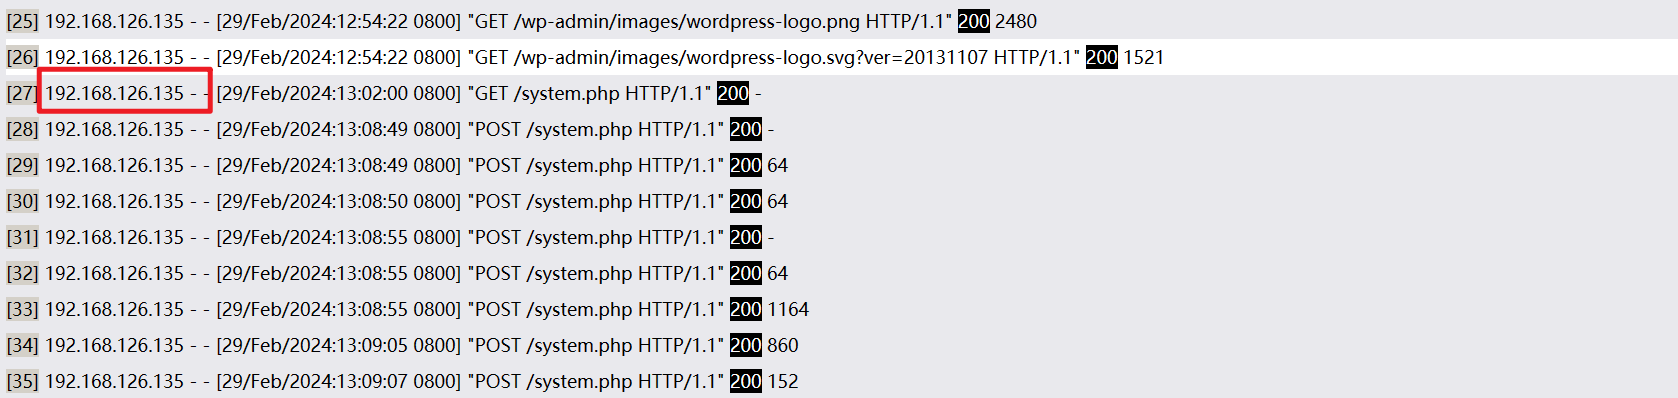 [25] 192.168.126.135 - - [29/Feb/2024:12:54:22 0800] "GET /wp-admin/images/wordpress-logo.png HTTP/1.1" 200 2480
[26] 192.168.126.135 - - [29/Feb/2024:12:54:22 0800] "GET /wp-admin/images/wordpress-logo.svg?ver=20131107 HTTP/1.1" 200 1521
[27] 192.168.126.135 - - [29/Feb/2024:13:02:00 0800] "GET /system.php HTTP/1.1" 200 -
[28] 192.168.126.135 - - [29/Feb/2024:13:08:49 0800] "POST /system.php HTTP/1.1" 200 -
[29] 192.168.126.135 - - [29/Feb/2024:13:08:49 0800] "POST /system.php HTTP/1.1" 200 64
[30] 192.168.126.135 - - [29/Feb/2024:13:08:50 0800] "POST /system.php HTTP/1.1" 200 64
[31] 192.168.126.135 - - [29/Feb/2024:13:08:55 0800] "POST /system.php HTTP/1.1" 200 -
[32] 192.168.126.135 - - [29/Feb/2024:13:08:55 0800] "POST /system.php HTTP/1.1" 200 64
[33] 192.168.126.135 - - [29/Feb/2024:13:08:55 0800] "POST /system.php HTTP/1.1" 200 1164
[34] 192.168.126.135 - - [29/Feb/2024:13:09:05 0800] "POST /system.php HTTP/1.1" 200 860
[35] 192.168.126.135 - - [29/Feb/2024:13:09:07 0800] "POST /system.php HTTP/1.1" 200 152